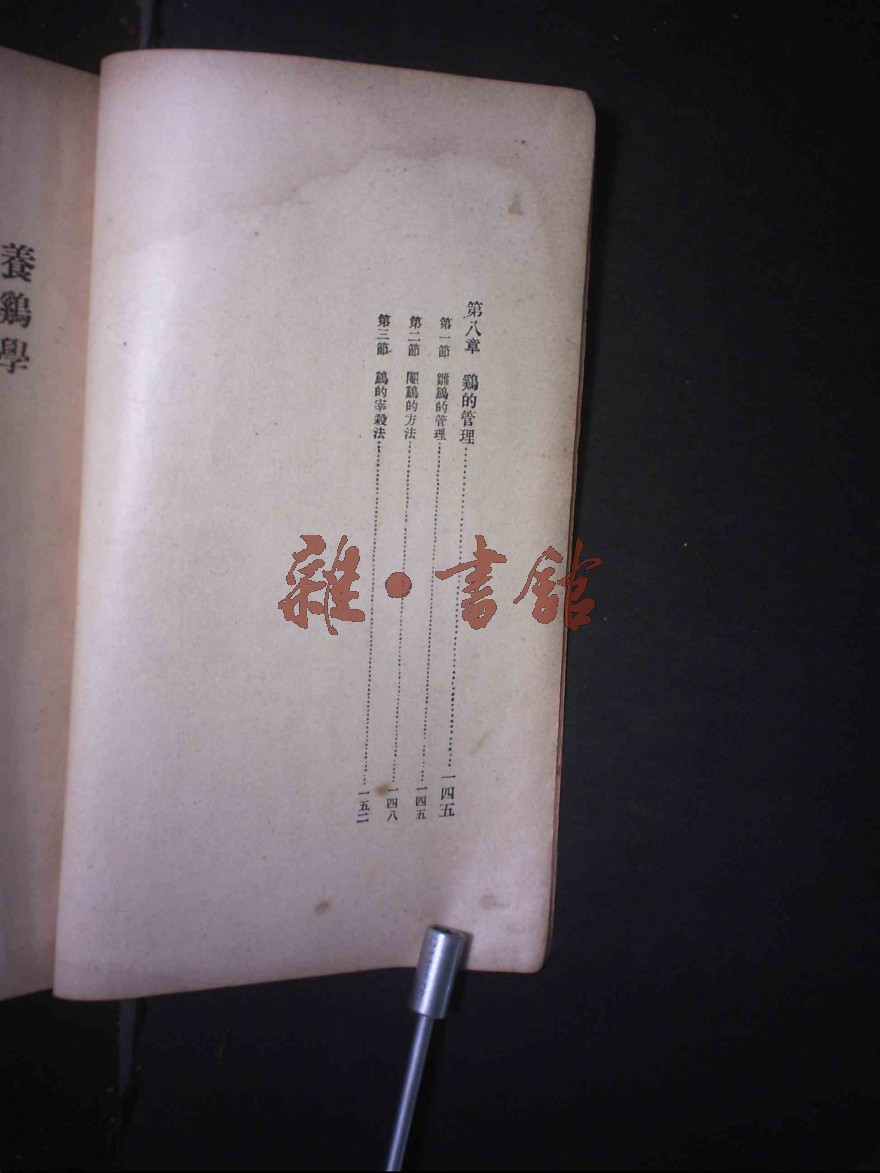 第八章　鷄的管理……一四五
第一節　雛鷄的管理……一四五
第二節　閹鷄的方法……一四八
第三節　鷄的宰殺法……一五二
養鷄學
雜·書館